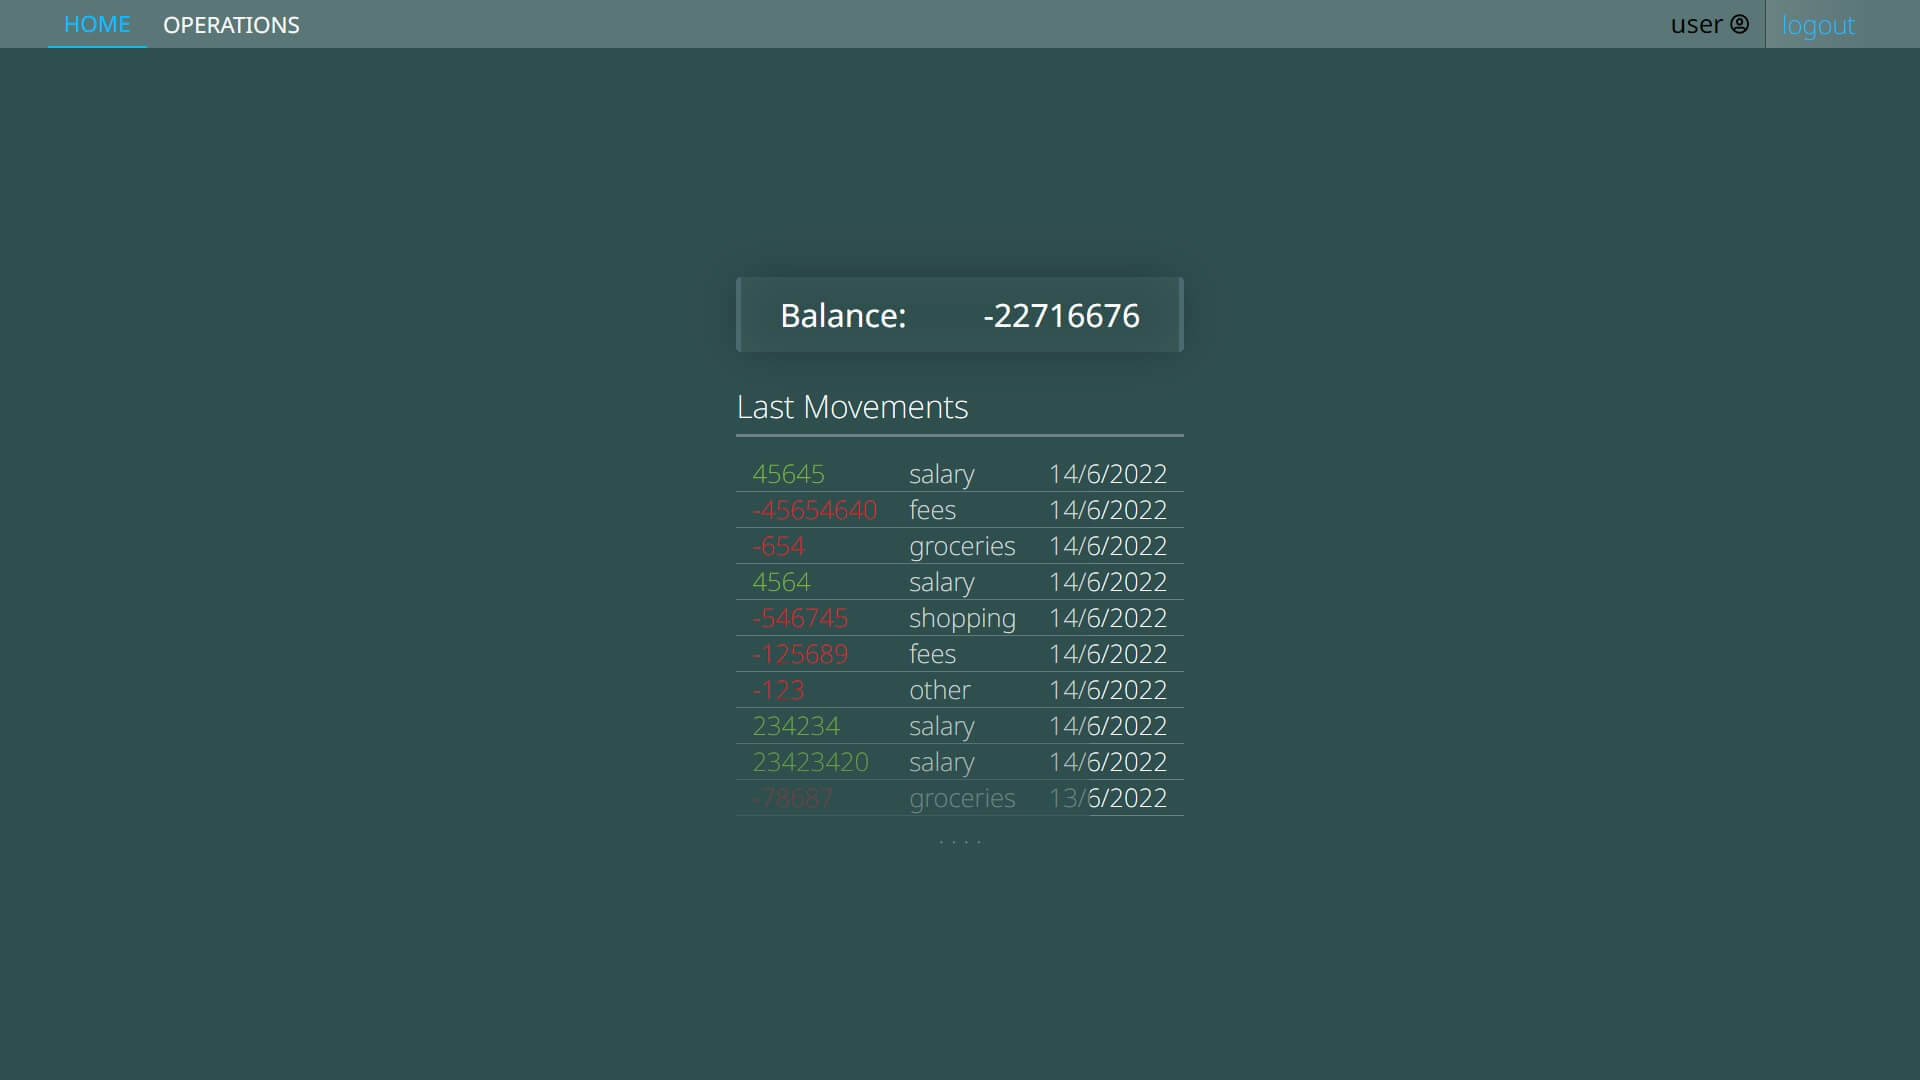 HOME OPERATIONS user logout
Balance: -22716676
Last Movements
45645 salary 14/6/2022
-45654640 fees 14/6/2022
-654 groceries 14/6/2022
4564 salary 14/6/2022
-546745 shopping 14/6/2022
-125689 fees 14/6/2022
-123 other 14/6/2022
234234 salary 14/6/2022
23423420 salary 14/6/2022
-78687 groceries 13/6/2022
. . . .